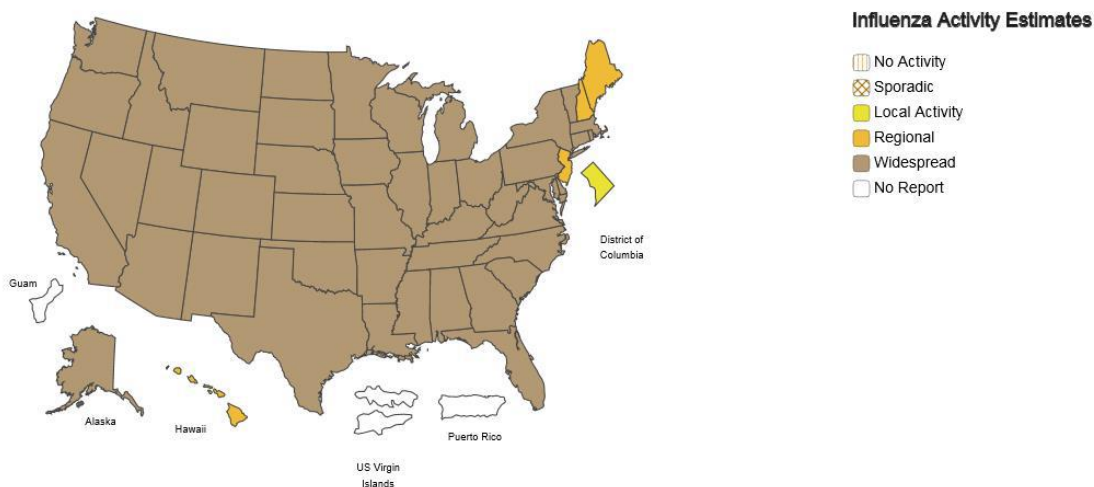 Influenza Activity Estimates
No Activity
Sporadic
Local Activity
Regional
Widespread
No Report
District of
Columbia
Guam
Alaska
Hawaii
US Virgin
Islands
Puerto Rico